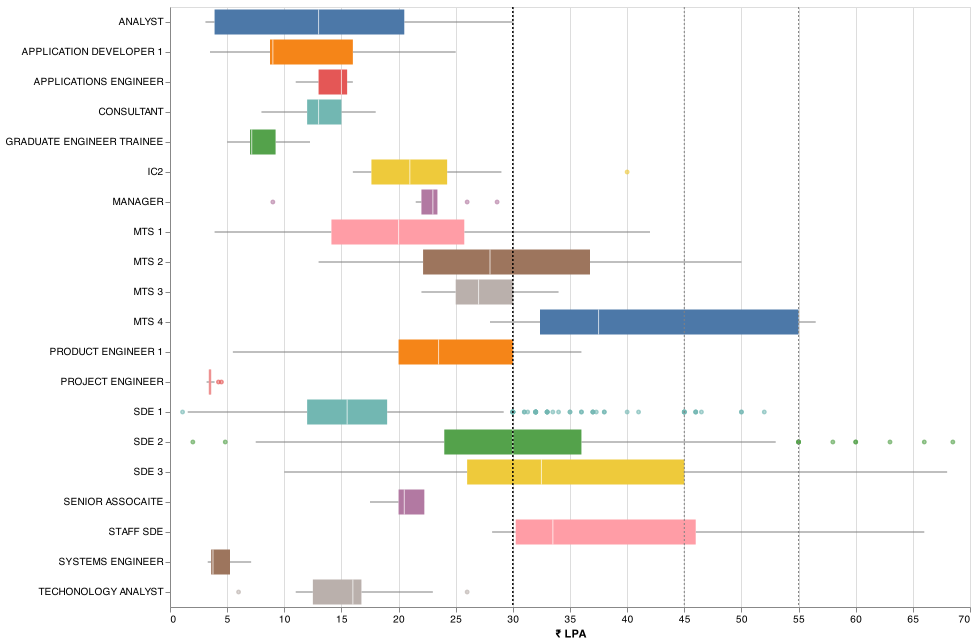 ANALYST
APPLICATION DEVELOPER 1
APPLICATIONS ENGINEER
CONSULTANT
GRADUATE ENGINEER TRAINEE
IC2
MANAGER
MTS 1
MTS 2
MTS 3
MTS 4
PRODUCT ENGINEER 1
PROJECT ENGINEER
SDE 1
SDE 2
SDE 3
SENIOR ASSOCAITE
STAFF SDE
SYSTEMS ENGINEER
TECHONOLOGY ANALYST
0 5 10 15 20 25 30 35 40 45 50 55 60 65 70
₹ LPA